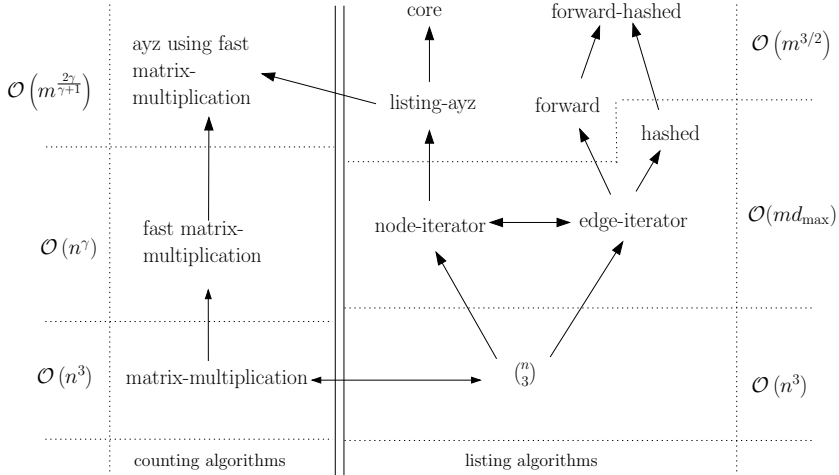 core
forward-hashed
ayz using fast
matrix-
multiplication
𝒪(m^{2γ/(γ+1)})
𝒪(m^{3/2})
listing-ayz
forward
hashed
fast matrix-
multiplication
𝒪(n^γ)
node-iterator
edge-iterator
𝒪(md_max)
𝒪(n^3)
matrix-multiplication
(n 3)
𝒪(n^3)
counting algorithms
listing algorithms